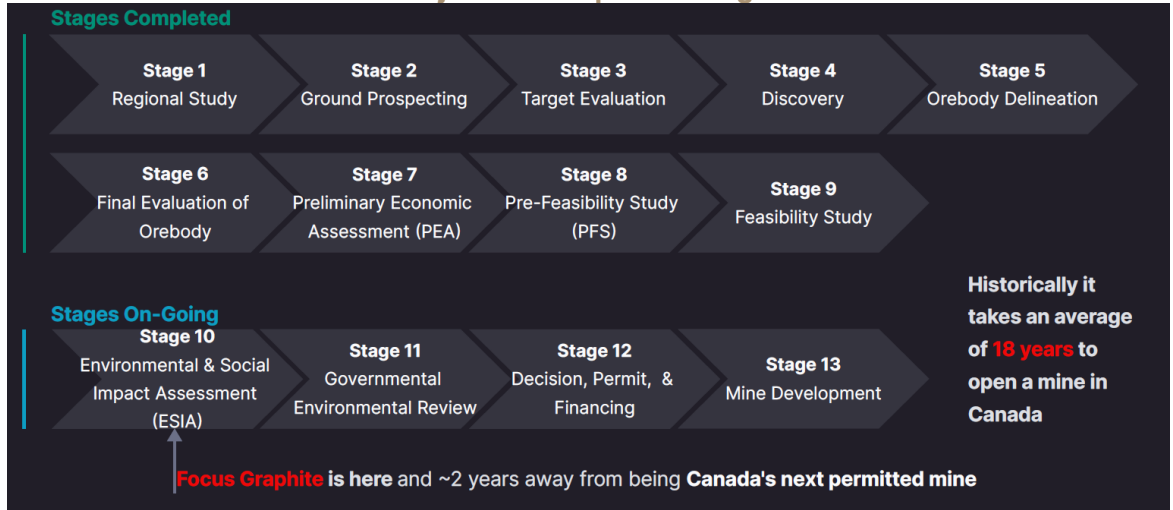 Stages Completed
Stage 1
Regional Study
Stage 2
Ground Prospecting
Stage 3
Target Evaluation
Stage 4
Discovery
Stage 5
Orebody Delineation
Stage 6
Final Evaluation of
Orebody
Stage 7
Preliminary Economic
Assessment (PEA)
Stage 8
Pre-Feasibility Study
(PFS)
Stage 9
Feasibility Study
Historically it
takes an average
of 18 years to
open a mine in
Canada
Stages On-Going
Stage 10
Environmental & Social
Impact Assessment
(ESIA)
Stage 11
Governmental
Environmental Review
Stage 12
Decision, Permit, &
Financing
Stage 13
Mine Development
Focus Graphite is here and ~2 years away from being Canada's next permitted mine